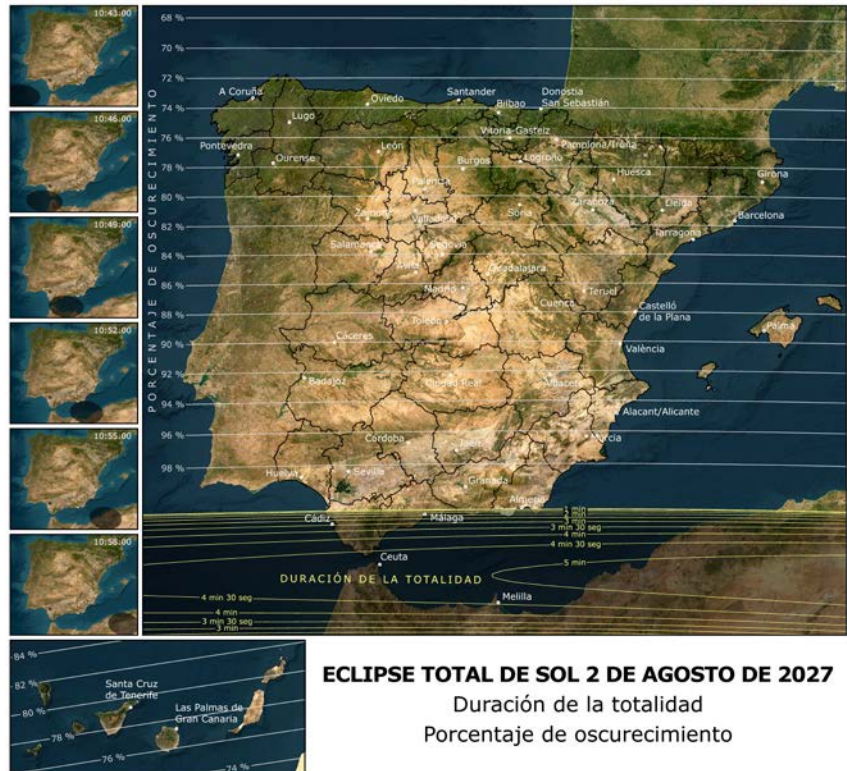 10:43:00
10:46:00
10:49:00
10:52:00
10:55:00
10:58:00
PORCENTAJE DE OSCURECIMIENTO
68 %
70 %
72 %
74 %
76 %
78 %
80 %
82 %
84 %
86 %
88 %
90 %
92 %
94 %
96 %
98 %
A Coruña
Oviedo
Santander
Bilbao
Donostia
San Sebastián
Lugo
Vitoria-Gasteiz
Pontevedra
León
Pamplona/Iruña
Ourense
Burgos
Logroño
Huesca
Girona
Palencia
Zamora
Valladolid
Soria
Zaragoza
Lleida
Barcelona
Tarragona
Salamanca
Segovia
Ávila
Guadalajara
Madrid
Teruel
Cuenca
Castelló
de la Plana
Toledo
Cáceres
València
Palma
Badajoz
Ciudad Real
Albacete
Alacant/Alicante
Córdoba
Jaén
Murcia
Huelva
Sevilla
Granada
Almería
Cádiz
Málaga
1 min
2 min
3 min
3 min 30 seg
4 min
4 min 30 seg
5 min
Ceuta
DURACIÓN DE LA TOTALIDAD
Melilla
4 min 30 seg
4 min
3 min 30 seg
3 min
84 %
82 %
80 %
78 %
76 %
74 %
Santa Cruz
de Tenerife
Las Palmas de
Gran Canaria
ECLIPSE TOTAL DE SOL 2 DE AGOSTO DE 2027
Duración de la totalidad
Porcentaje de oscurecimiento